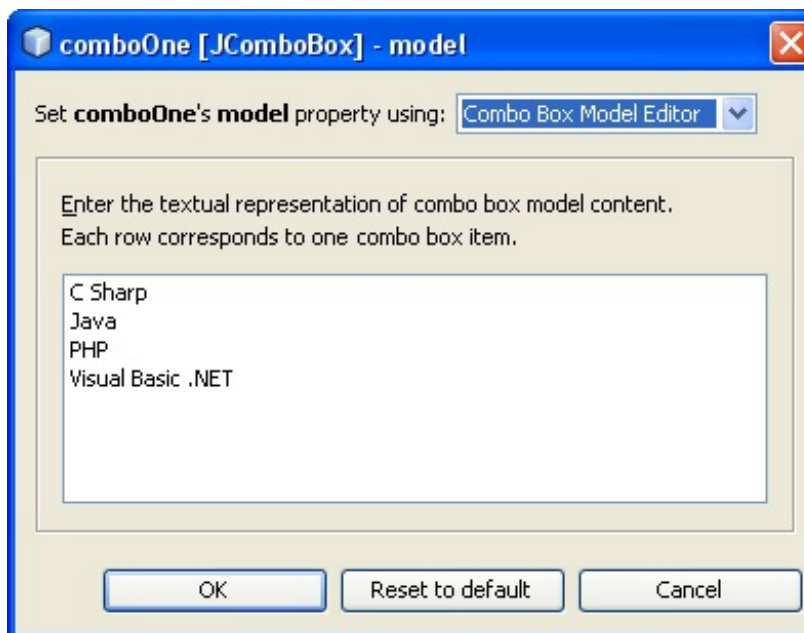 comboOne [JComboBox] - model
Set comboOne's model property using: Combo Box Model Editor
Enter the textual representation of combo box model content.
Each row corresponds to one combo box item.
C Sharp
Java
PHP
Visual Basic .NET
OK Reset to default Cancel